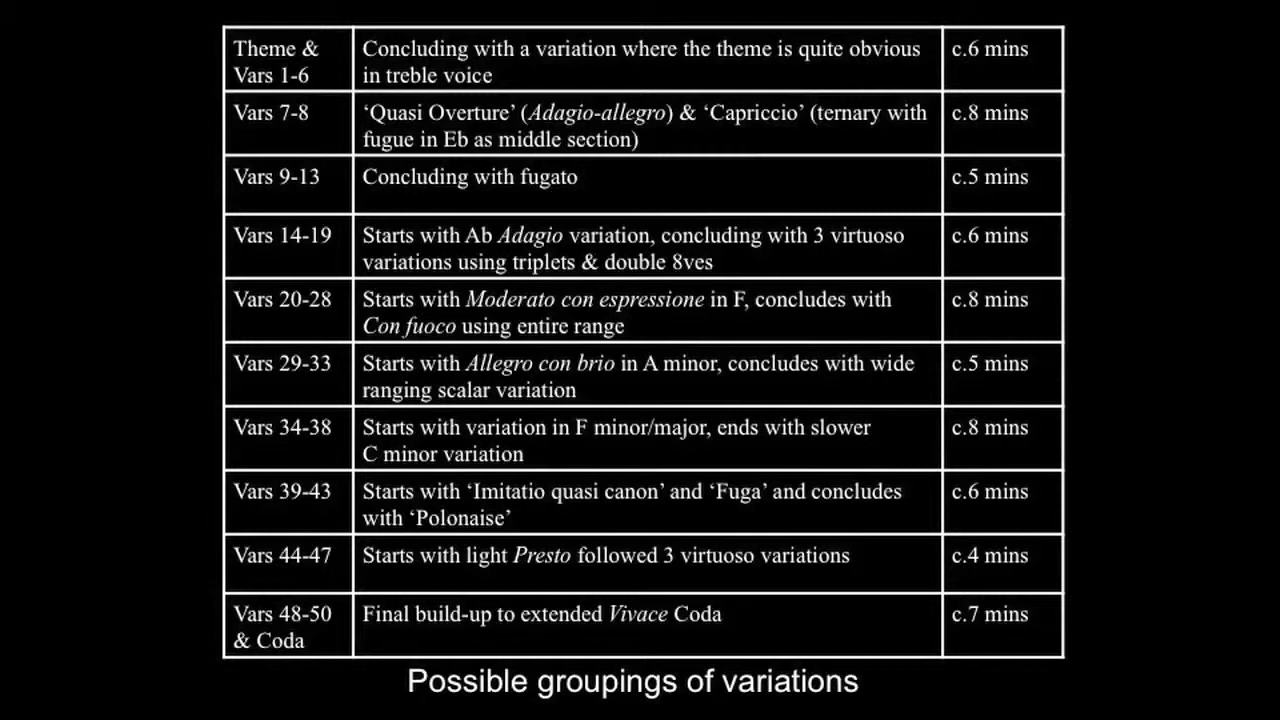 Theme & Concluding with a variation where the theme is quite obvious c.6 mins
Vars 1-6 in treble voice
Vars 7-8 ‘Quasi Overture’ (Adagio-allegro) & ‘Capriccio’ (ternary with c.8 mins
fugue in Eb as middle section)
Vars 9-13 Concluding with fugato c.5 mins
Vars 14-19 Starts with Ab Adagio variation, concluding with 3 virtuoso c.6 mins
variations using triplets & double 8ves
Vars 20-28 Starts with Moderato con espressione in F, concludes with c.8 mins
Con fuoco using entire range
Vars 29-33 Starts with Allegro con brio in A minor, concludes with wide c.5 mins
ranging scalar variation
Vars 34-38 Starts with variation in F minor/major, ends with slower c.8 mins
C minor variation
Vars 39-43 Starts with ‘Imitatio quasi canon’ and ‘Fuga’ and concludes c.6 mins
with ‘Polonaise’
Vars 44-47 Starts with light Presto followed 3 virtuoso variations c.4 mins
Vars 48-50 Final build-up to extended Vivace Coda c.7 mins
& Coda
Possible groupings of variations